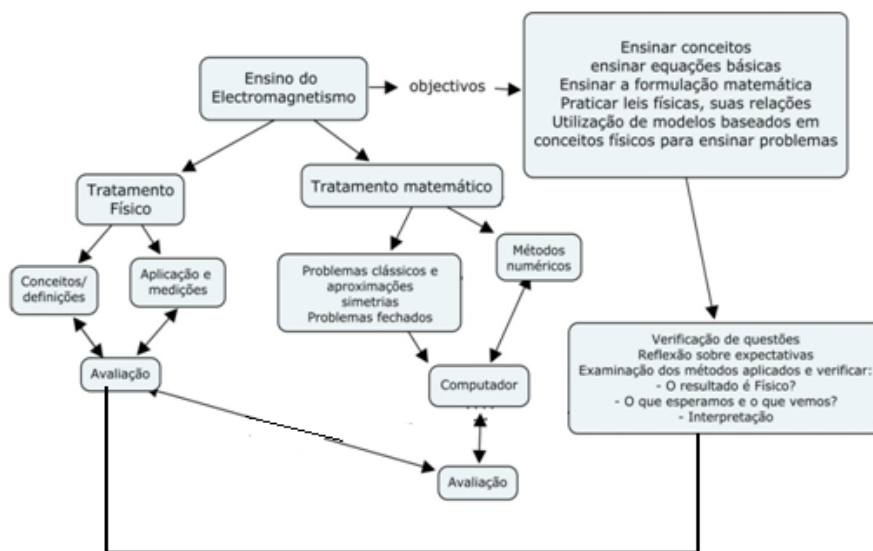 Ensino do
Electromagnetismo
objectivos
Ensinar conceitos
ensinar equações básicas
Ensinar a formulação matemática
Praticar leis físicas, suas relações
Utilização de modelos baseados em
conceitos físicos para ensinar problemas
Tratamento
Físico
Tratamento matemático
Conceitos/
definições
Aplicação e
medições
Problemas clássicos e
aproximações
simetrias
Problemas fechados
Métodos
numéricos
Avaliação
Computador
Avaliação
Verificação de questões
Reflexão sobre expectativas
Examinação dos métodos aplicados e verificar:
- O resultado é Físico?
- O que esperamos e o que vemos?
- Interpretação